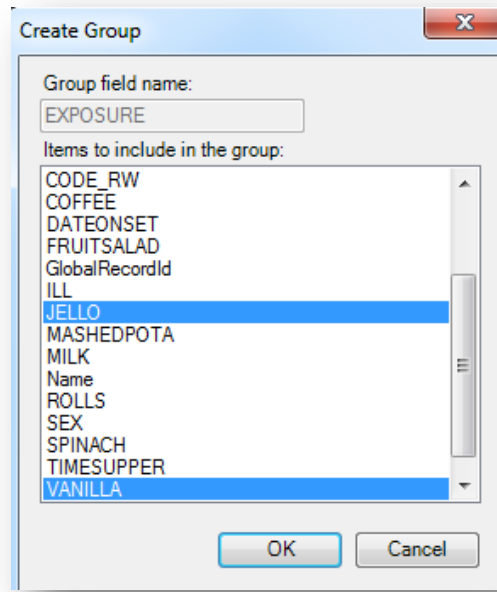 Create Group
Group field name:
EXPOSURE
Items to include in the group:
CODE_RW
COFFEE
DATEONSET
FRUITSALAD
GlobalRecordId
ILL
JELLO
MASHEDPOTA
MILK
Name
ROLLS
SEX
SPINACH
TIMESUPPER
VANILLA
OK
Cancel